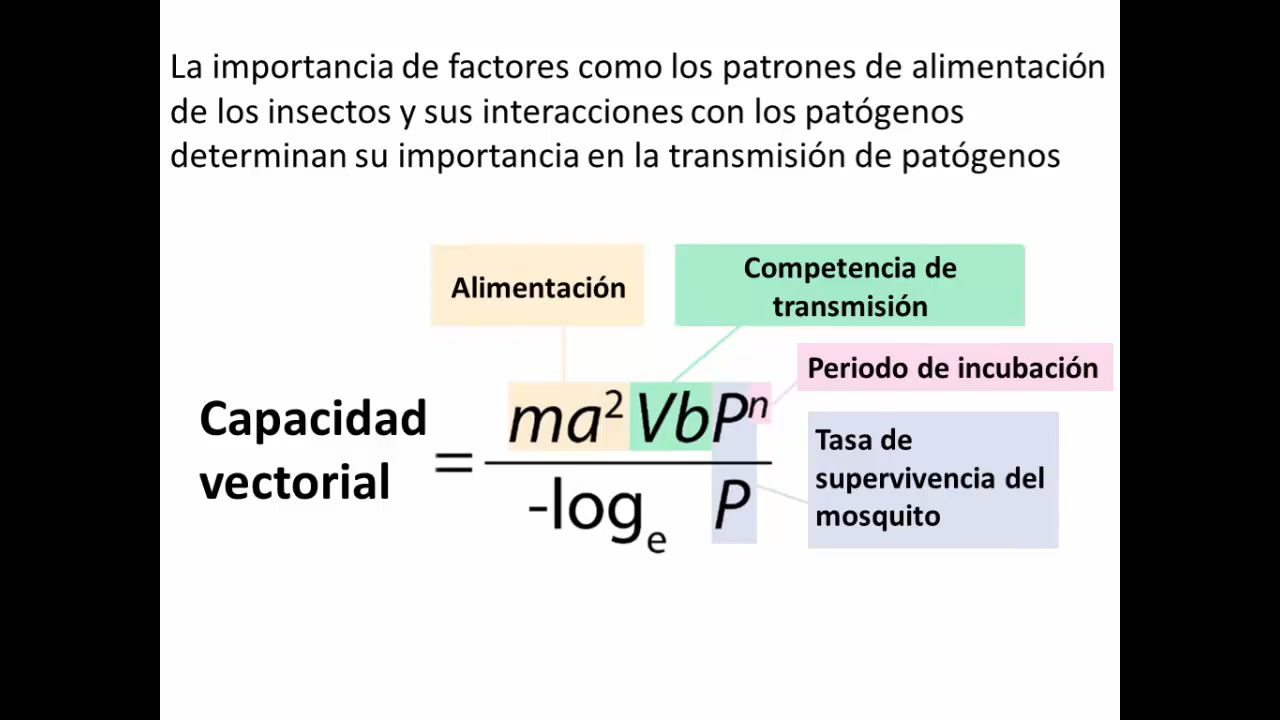 La importancia de factores como los patrones de alimentación
de los insectos y sus interacciones con los patógenos
determinan su importancia en la transmisión de patógenos
Alimentación
Competencia de
transmisión
Periodo de incubación
Capacidad
vectorial
=
ma² VbPⁿ
-logₑ P
Tasa de
supervivencia del
mosquito